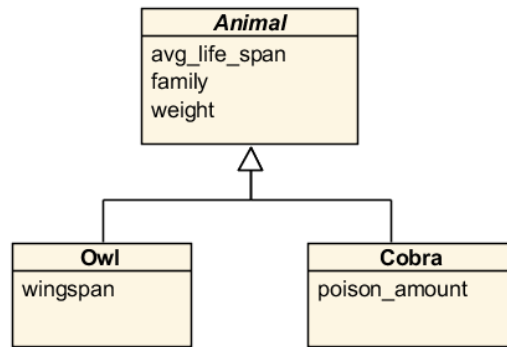 Animal
avg_life_span
family
weight
Owl
wingspan
Cobra
poison_amount